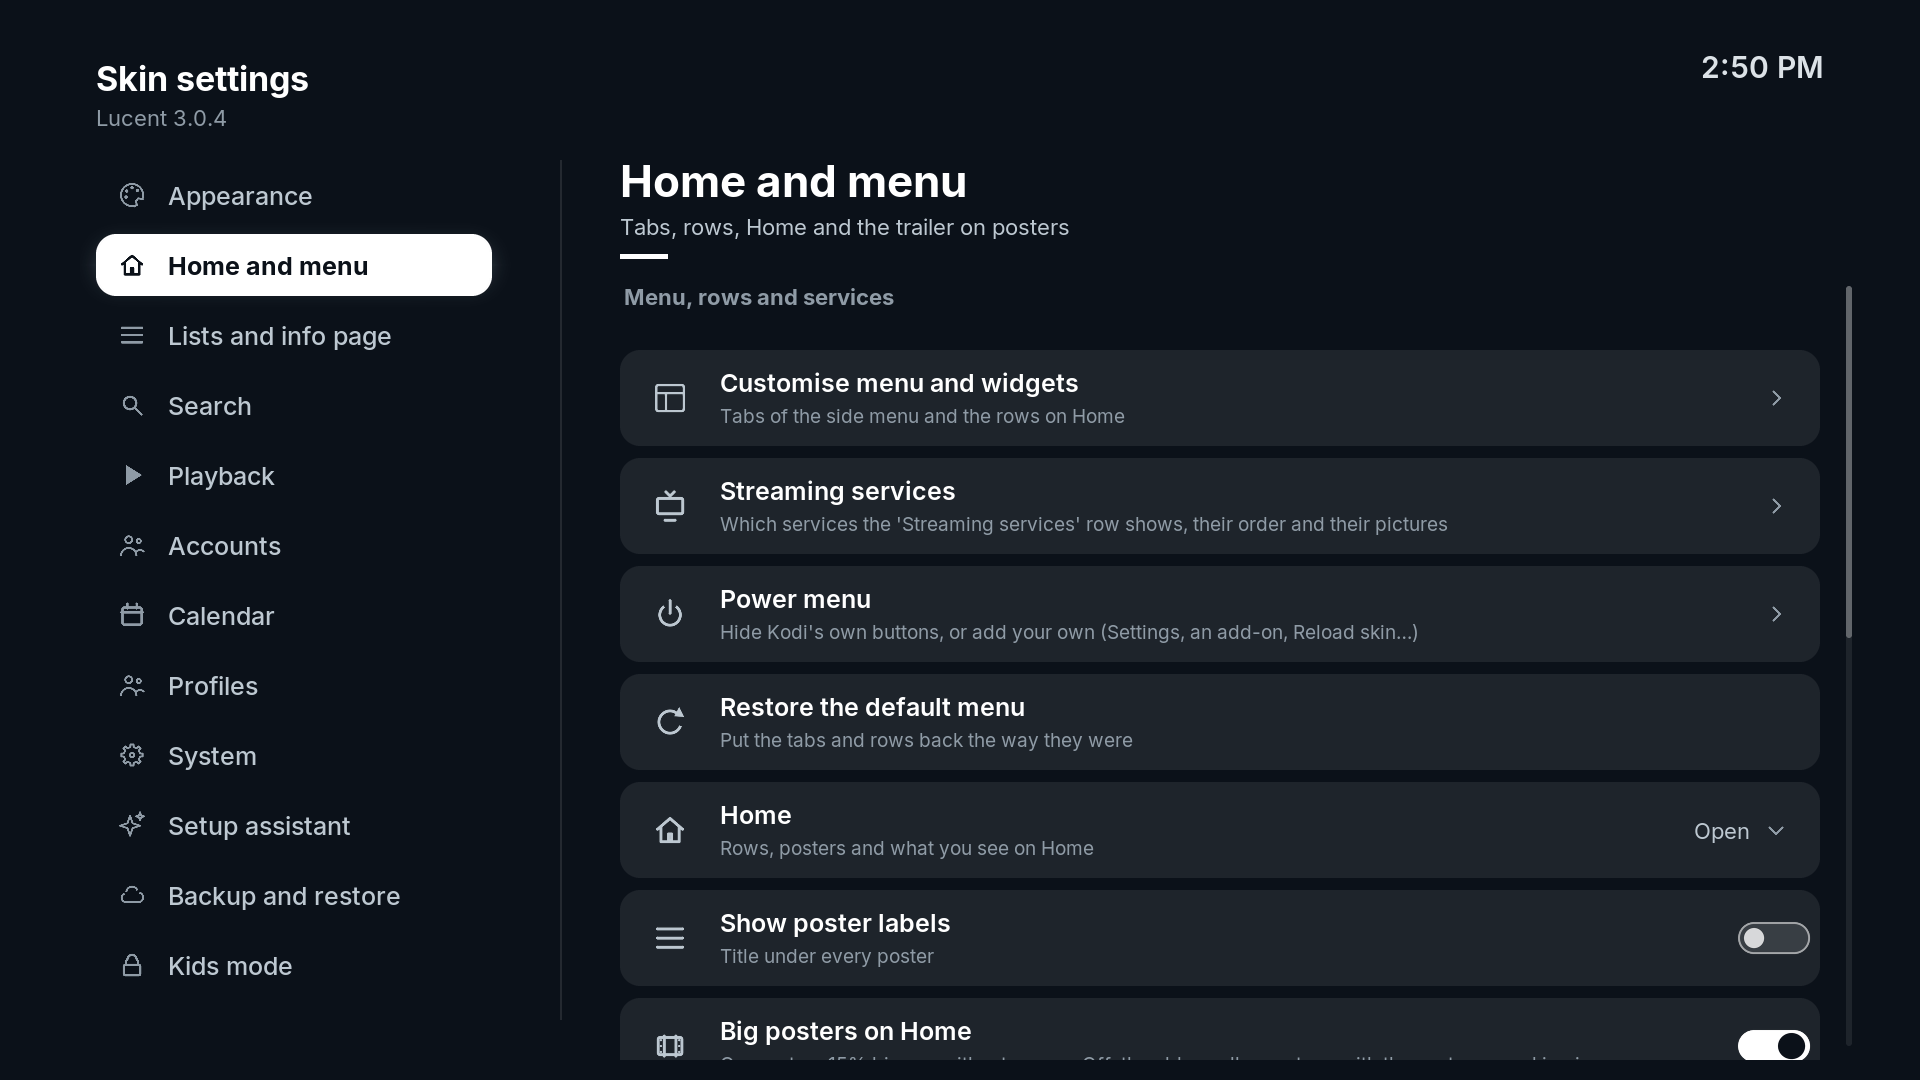 Skin settings
Lucent 3.0.4
2:50 PM
Appearance
Home and menu
Lists and info page
Search
Playback
Accounts
Calendar
Profiles
System
Setup assistant
Backup and restore
Kids mode
Home and menu
Tabs, rows, Home and the trailer on posters
Menu, rows and services
Customise menu and widgets
Tabs of the side menu and the rows on Home
Streaming services
Which services the 'Streaming services' row shows, their order and their pictures
Power menu
Hide Kodi's own buttons, or add your own (Settings, an add-on, Reload skin...)
Restore the default menu
Put the tabs and rows back the way they were
Home
Rows, posters and what you see on Home
Open
Show poster labels
Title under every poster
Big posters on Home